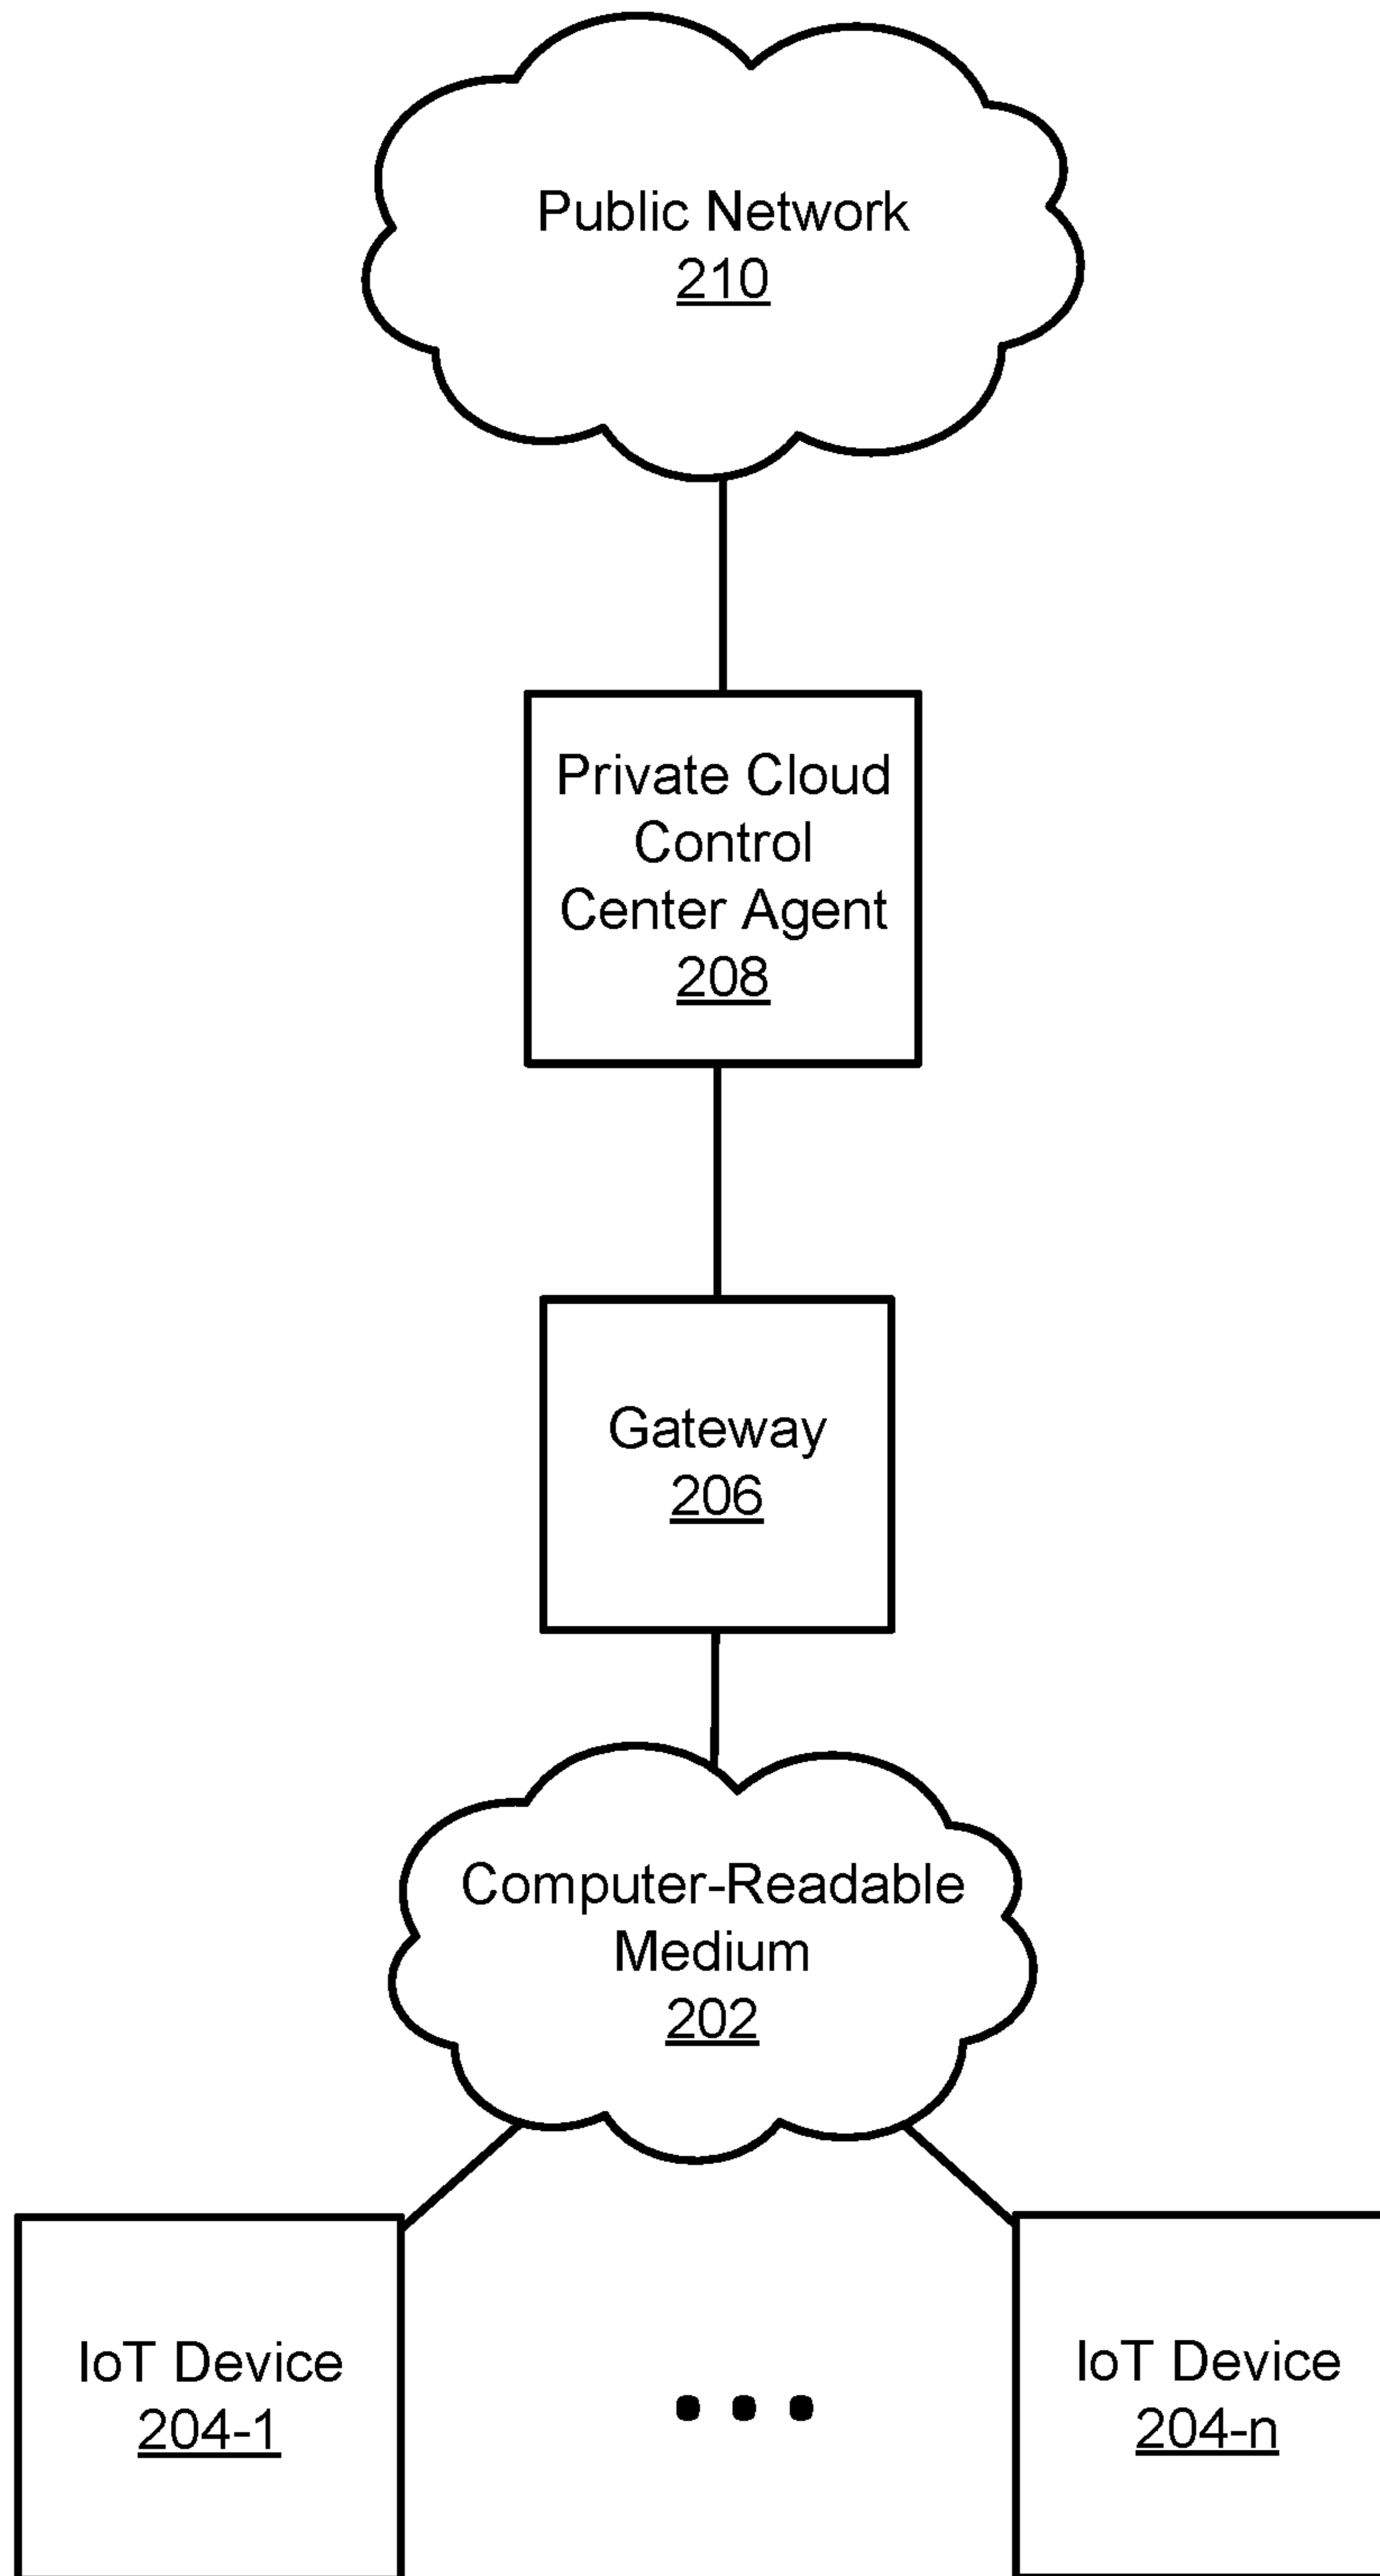 Public Network
210
Private Cloud
Control
Center Agent
208
Gateway
206
Computer-Readable
Medium
202
IoT Device
204-1
IoT Device
204-n